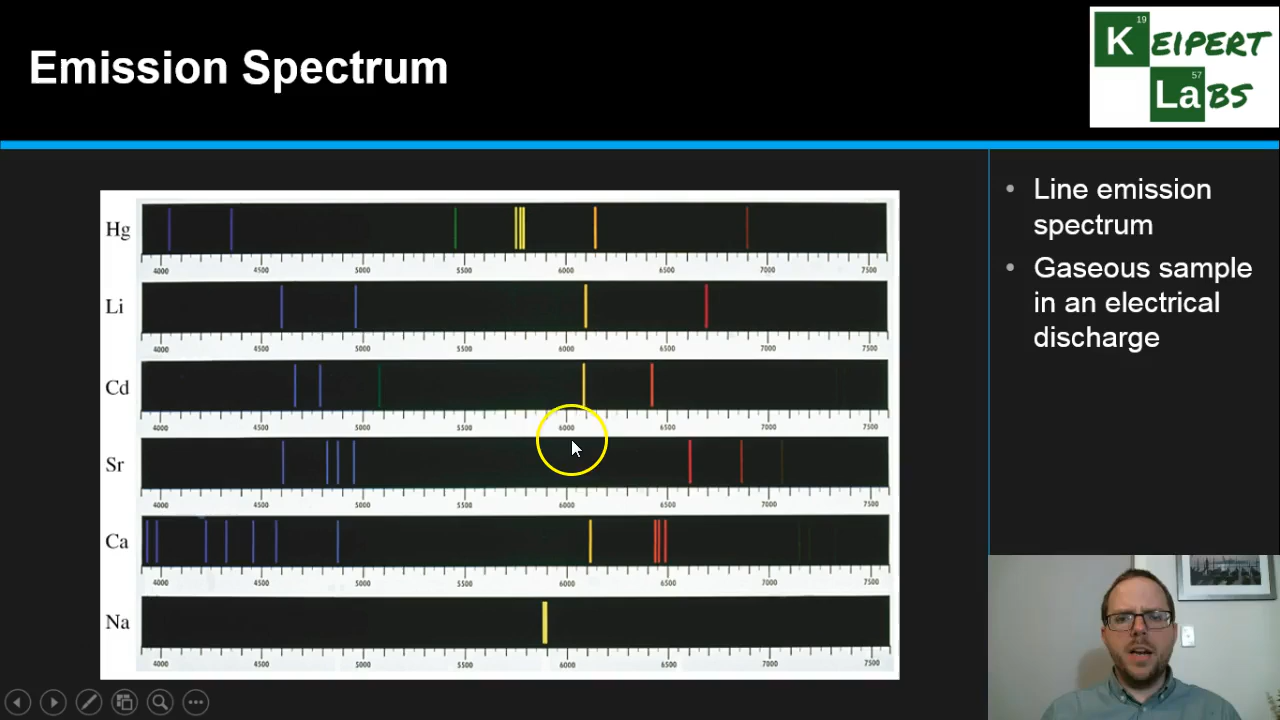 Emission Spectrum
19
K EIPERT
57
La BS
Hg
4000 4500 5000 5500 6000 6500 7000 7500
Li
4000 4500 5000 5500 6000 6500 7000 7500
Cd
4000 4500 5000 5500 6000 6500 7000 7500
Sr
4000 4500 5000 5500 6000 6500 7000 7500
Ca
4000 4500 5000 5500 6000 6500 7000 7500
Na
4000 4500 5000 5500 6000 6500 7000 7500
• Line emission
spectrum
• Gaseous sample
in an electrical
discharge